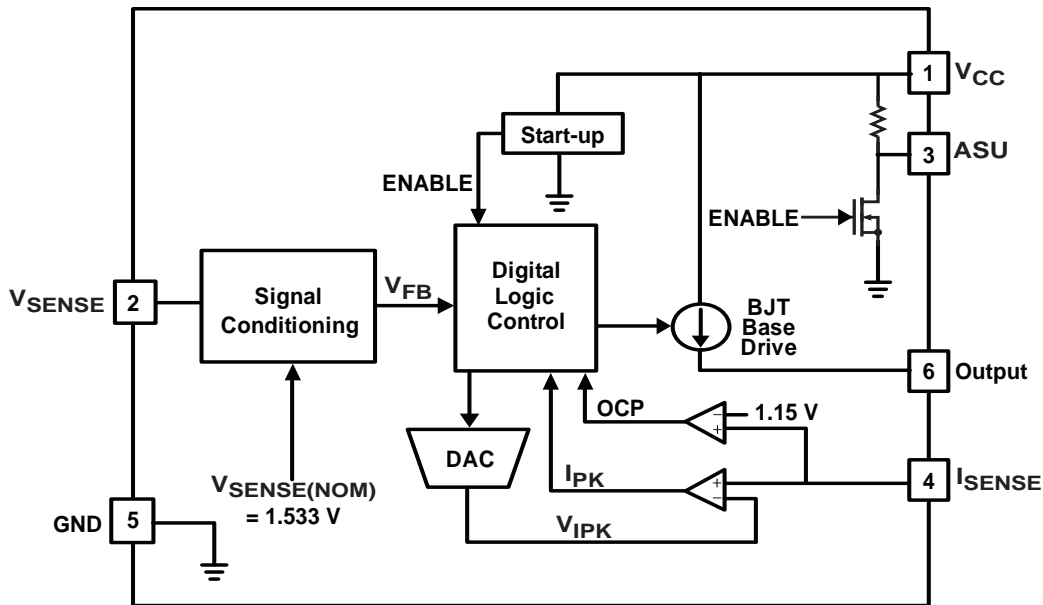 1
VCC
Start-up
3
ASU
ENABLE
ENABLE
Digital
Logic
Control
VSENSE
2
Signal
Conditioning
VFB
BJT
Base
Drive
6
Output
OCP
−
+
1.15 V
DAC
IPK
+
−
4
ISENSE
VSENSE(NOM)
= 1.533 V
GND
5
VIPK